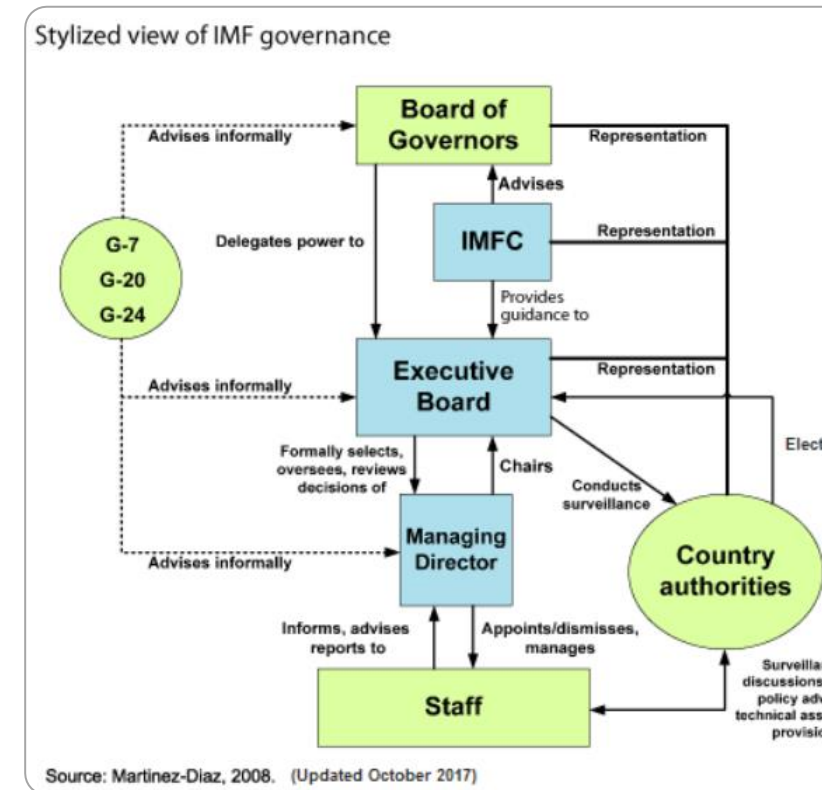 Stylized view of IMF governance
Board of
Governors
Advises informally
Representation
Advises
G-7
G-20
G-24
Delegates power to
IMFC
Representation
Provides
guidance to
Executive
Board
Advises informally
Representation
Formally selects,
oversees, reviews
decisions of
Chairs
Conducts
surveillance
Managing
Director
Advises informally
Country
authorities
Informs, advises
reports to
Appoints/dismisses,
manages
Staff
discussions
policy
technical
Source: Martinez-Diaz, 2008. (Updated October 2017)